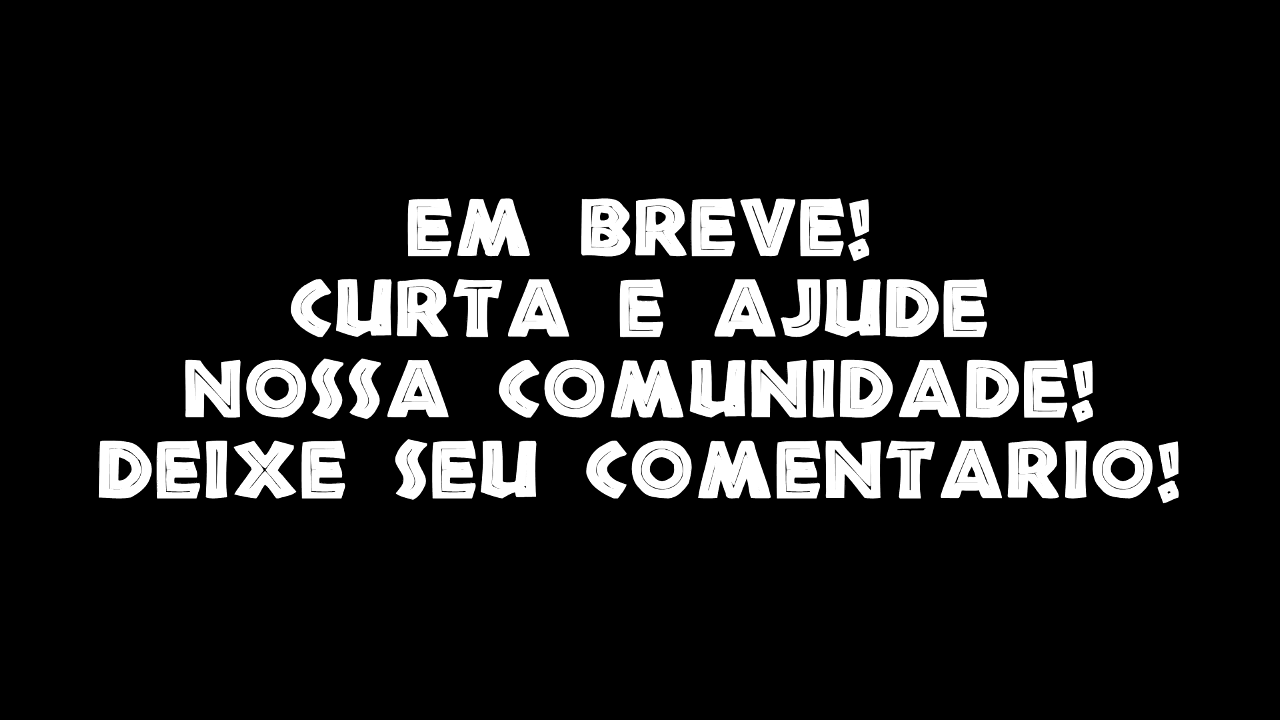 EM BREVE!
CURTA E AJUDE
NOSSA COMUNIDADE!
DEIXE SEU COMENTARIO!